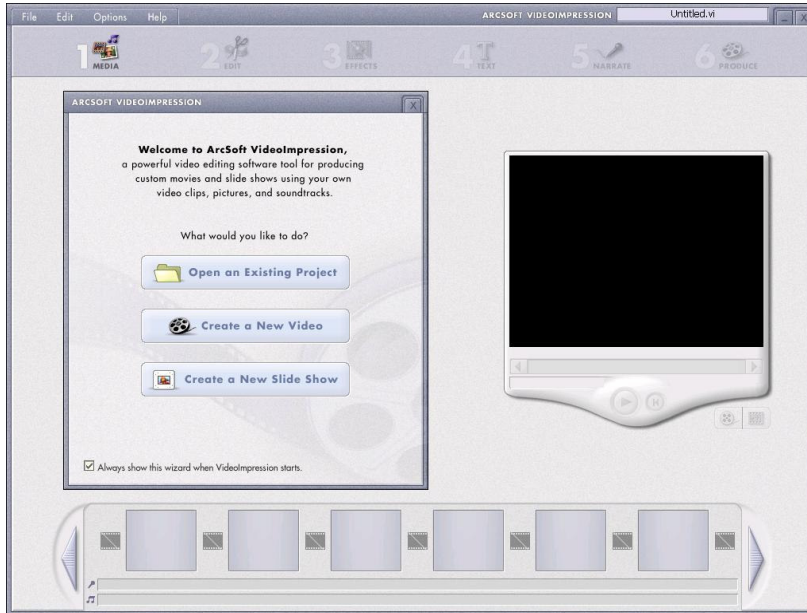 File Edit Options Help
ARCSOFT VIDEOIMPRESSION Untitled.vi
1 MEDIA 2 EDIT 3 EFFECTS 4 TEXT 5 NARRATE 6 PRODUCE
ARCSOFT VIDEOIMPRESSION X
Welcome to ArcSoft VideoImpression,
a powerful video editing software tool for producing
custom movies and slide shows using your own
video clips, pictures, and soundtracks.
What would you like to do?
Open an Existing Project
Create a New Video
Create a New Slide Show
Always show this wizard when VideoImpression starts.